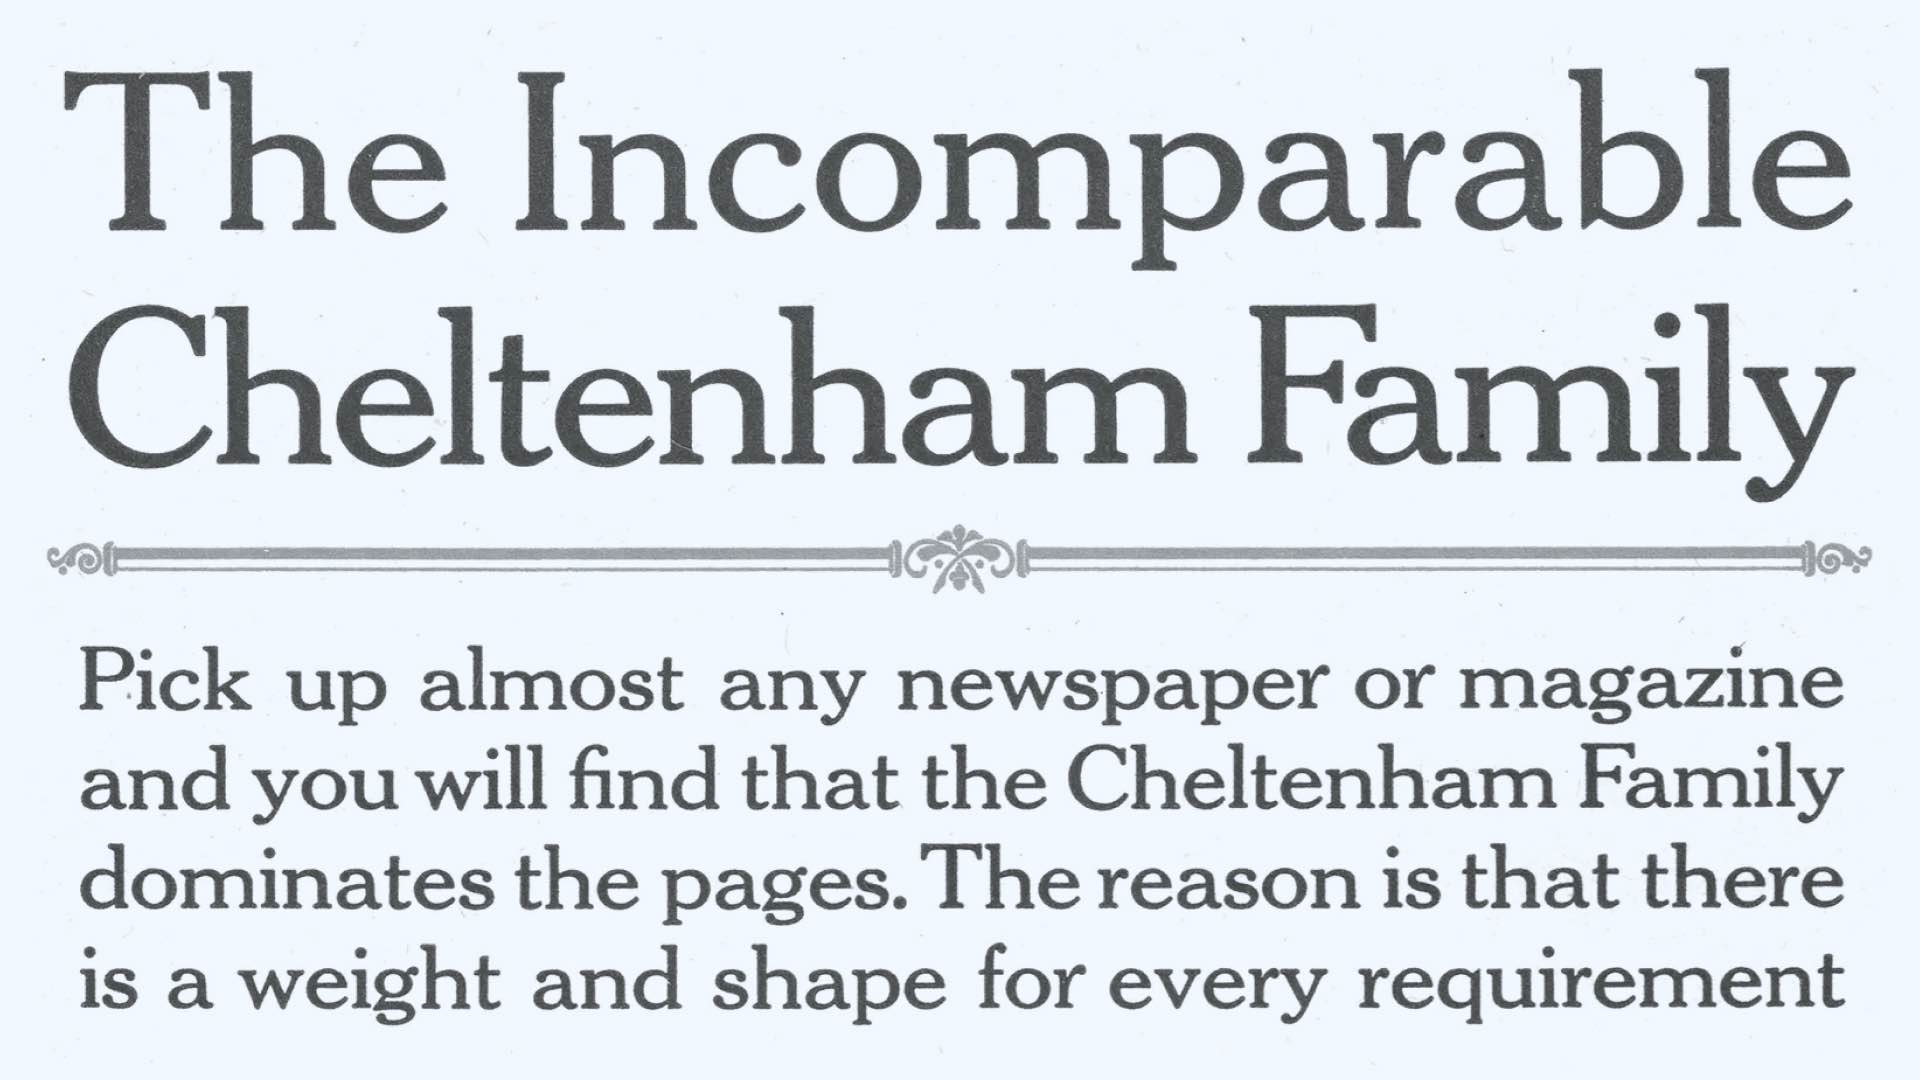 The Incomparable
Cheltenham Family
Pick up almost any newspaper or magazine
and you will find that the Cheltenham Family
dominates the pages. The reason is that there
is a weight and shape for every requirement